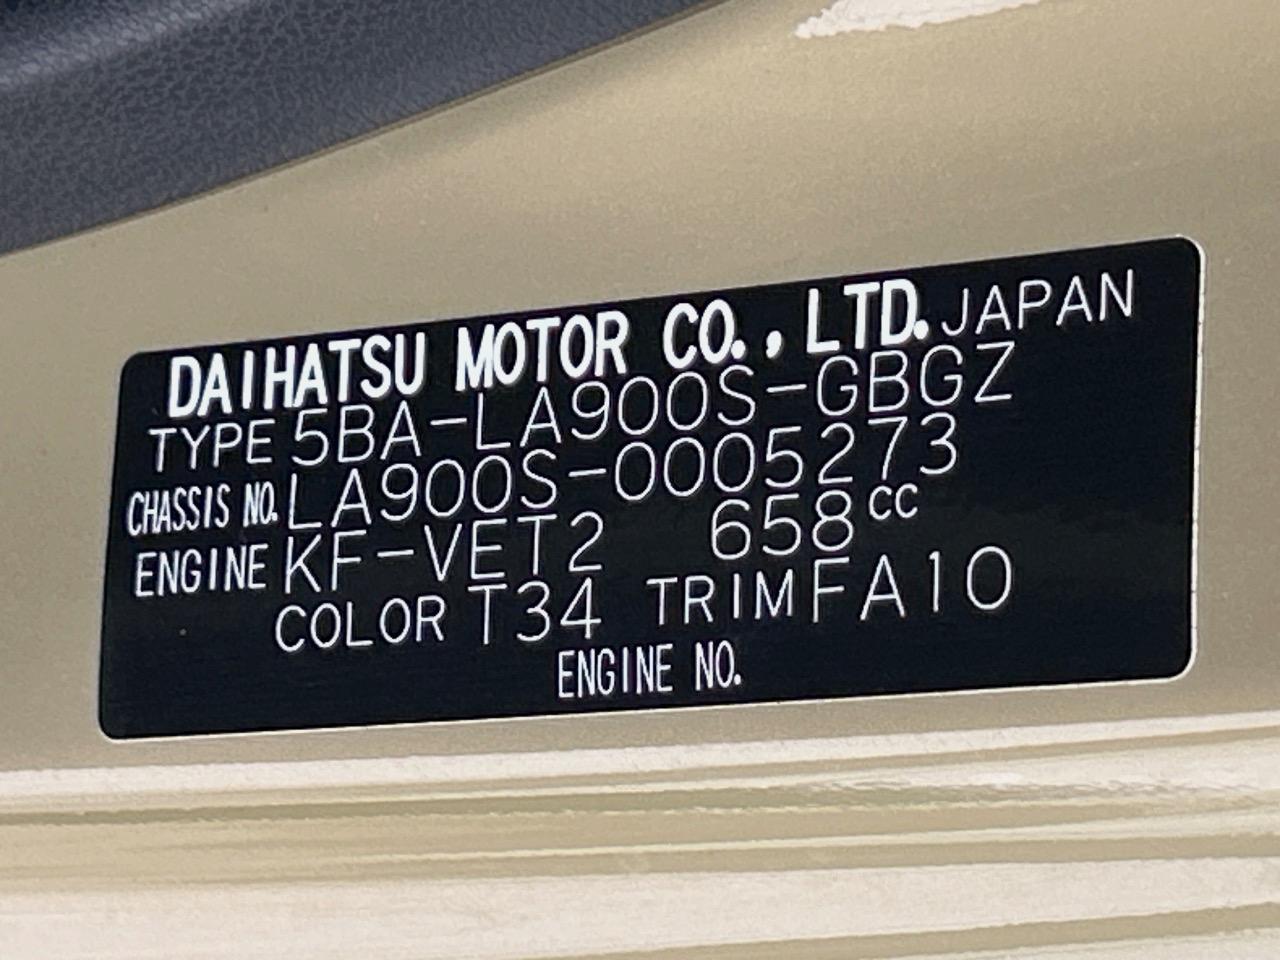 DAIHATSU MOTOR CO., LTD. JAPAN
TYPE 5BA-LA900S-GBGZ
CHASSIS NO. LA900S-0005273
ENGINE KF-VET2 658cc
COLOR T34 TRIM FA10
ENGINE NO.